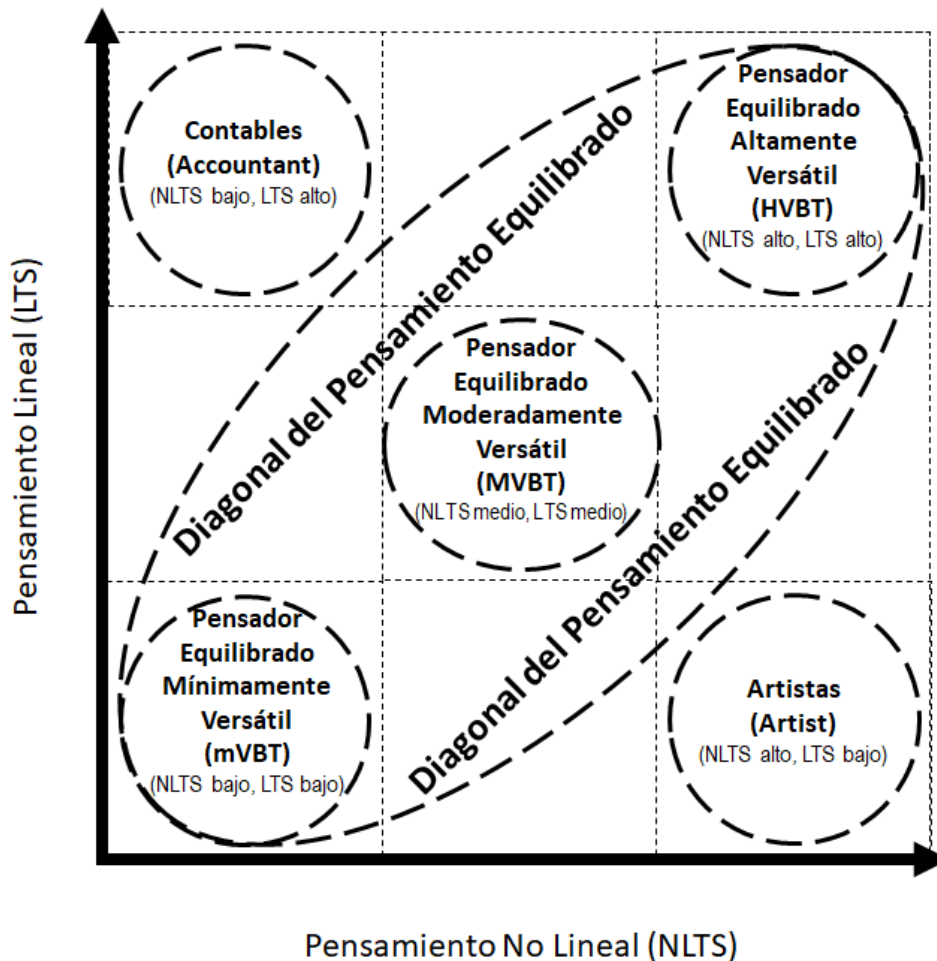 Contables
(Accountant)
(NLTS bajo, LTS alto)
Pensador
Equilibrado
Altamente
Versátil
(HVBT)
(NLTS alto, LTS alto)
Diagonal del Pensamiento Equilibrado
Pensamiento Lineal (LTS)
Pensador
Equilibrado
Moderadamente
Versátil
(MVBT)
(NLTS medio, LTS medio)
Diagonal del Pensamiento Equilibrado
Pensador
Equilibrado
Mínimamente
Versátil
(mVBT)
(NLTS bajo, LTS bajo)
Artistas
(Artist)
(NLTS alto, LTS bajo)
Pensamiento No Lineal (NLTS)